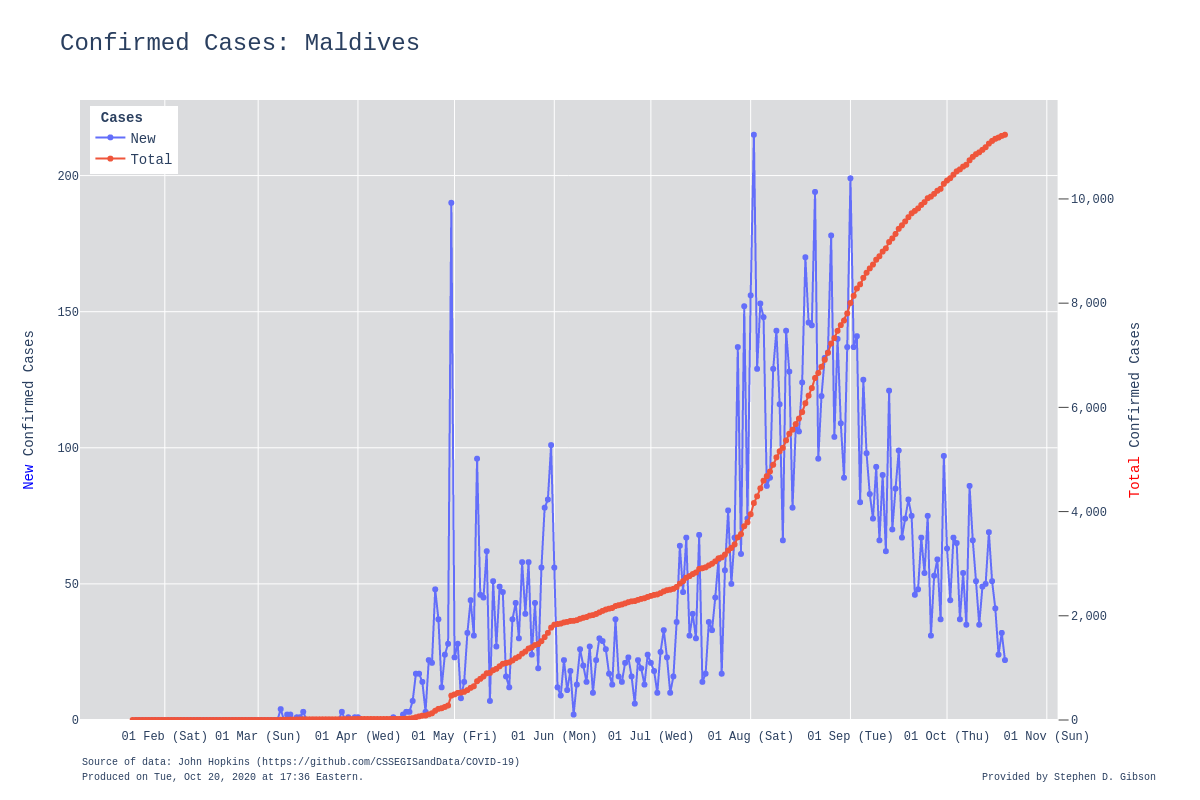 Confirmed Cases: Maldives
Cases
New
Total
200
150
100
50
0
New Confirmed Cases
10,000
8,000
6,000
4,000
2,000
0
Total Confirmed Cases
01 Feb (Sat) 01 Mar (Sun) 01 Apr (Wed) 01 May (Fri) 01 Jun (Mon) 01 Jul (Wed) 01 Aug (Sat) 01 Sep (Tue) 01 Oct (Thu) 01 Nov (Sun)
Source of data: John Hopkins (https://github.com/CSSEGISandData/COVID-19)
Produced on Tue, Oct 20, 2020 at 17:36 Eastern.
Provided by Stephen D. Gibson